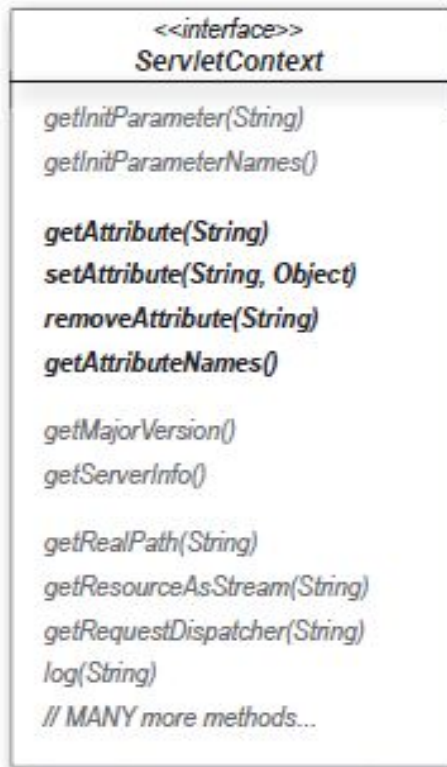 <<interface>>
ServletContext
getInitParameter(String)
getInitParameterNames()
getAttribute(String)
setAttribute(String, Object)
removeAttribute(String)
getAttributeNames()
getMajorVersion()
getServerInfo()
getRealPath(String)
getResourceAsStream(String)
getRequestDispatcher(String)
log(String)
// MANY more methods...